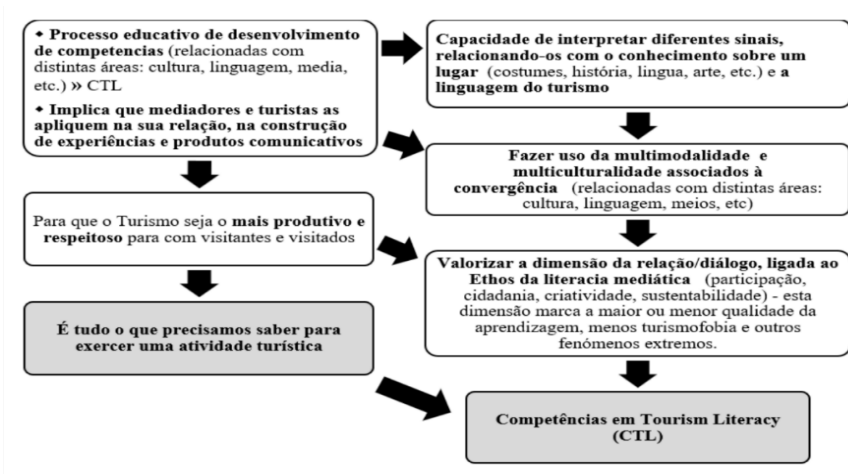 ◆ Processo educativo de desenvolvimento
de competencias (relacionadas com
distintas áreas: cultura, linguagem, media,
etc.) » CTL
◆ Implica que mediadores e turistas as
apliquem na sua relação, na construção
de experiências e produtos comunicativos
Para que o Turismo seja o mais produtivo e
respeitoso para com visitantes e visitados
É tudo o que precisamos saber para
exercer uma atividade turística
Capacidade de interpretar diferentes sinais,
relacionando-os com o conhecimento sobre um
lugar (costumes, história, lingua, arte, etc.) e a
linguagem do turismo
Fazer uso da multimodalidade e
multiculturalidade associados à
convergência (relacionadas com distintas áreas:
cultura, linguagem, meios, etc)
Valorizar a dimensão da relação/diálogo, ligada ao
Ethos da literacia mediática (participação,
cidadania, criatividade, sustentabilidade) - esta
dimensão marca a maior ou menor qualidade da
aprendizagem, menos turismofobia e outros
fenómenos extremos.
Competências em Tourism Literacy
(CTL)